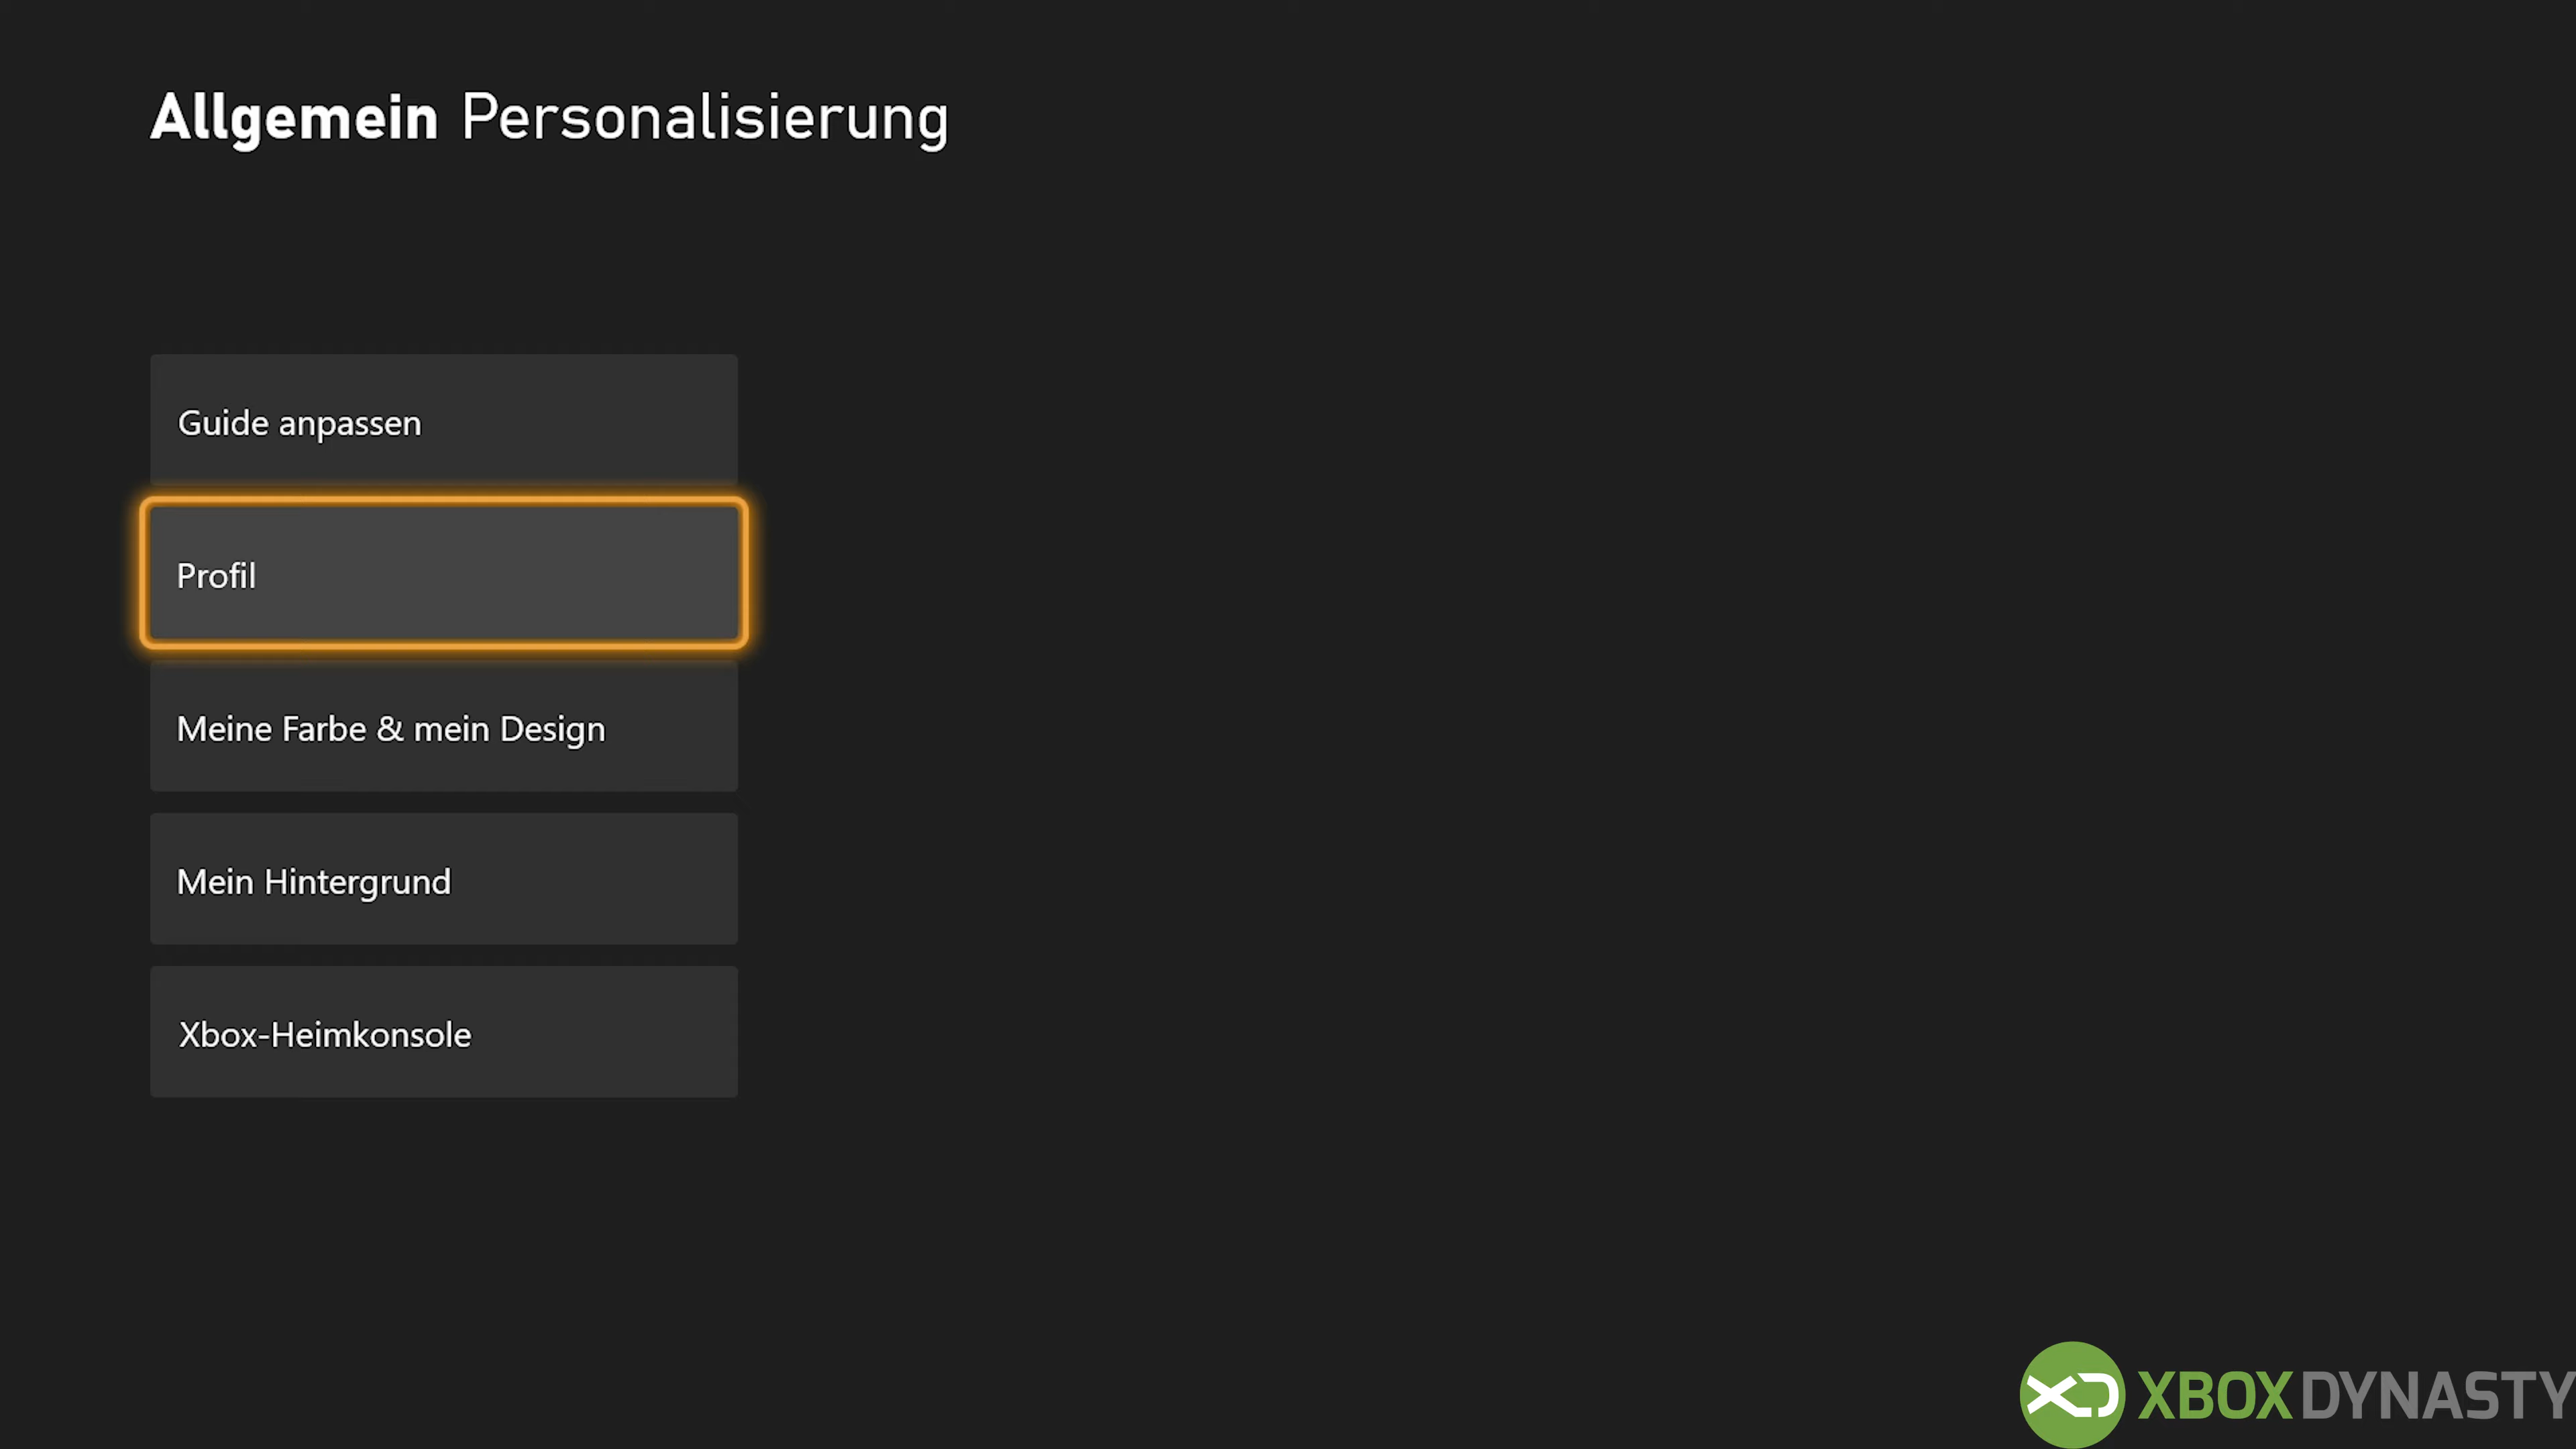 Allgemein Personalisierung
Guide anpassen
Profil
Meine Farbe & mein Design
Mein Hintergrund
Xbox-Heimkonsole
XBOXDYNASTY